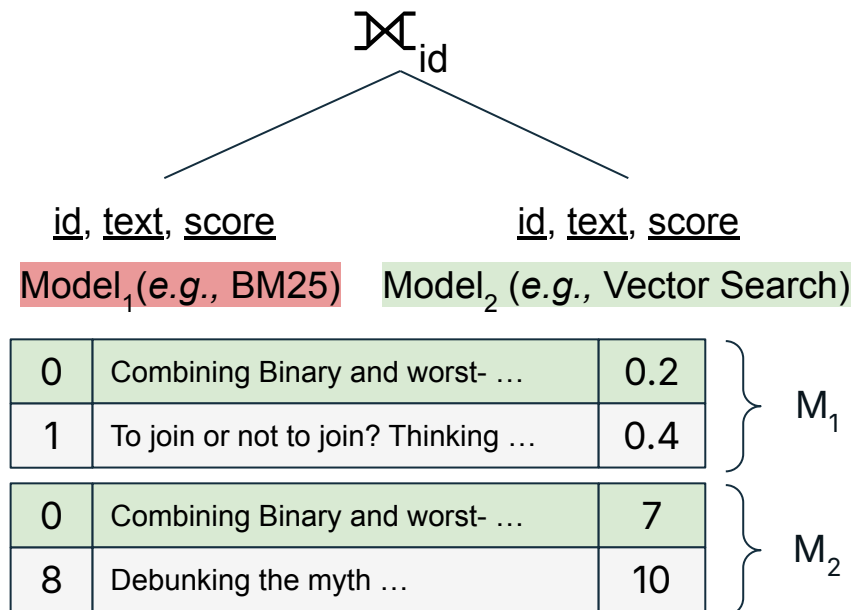 ⟗id
id, text, score
id, text, score
Model₁(e.g., BM25)
Model₂ (e.g., Vector Search)
0 Combining Binary and worst- … 0.2
1 To join or not to join? Thinking … 0.4
M₁
0 Combining Binary and worst- … 7
8 Debunking the myth … 10
M₂